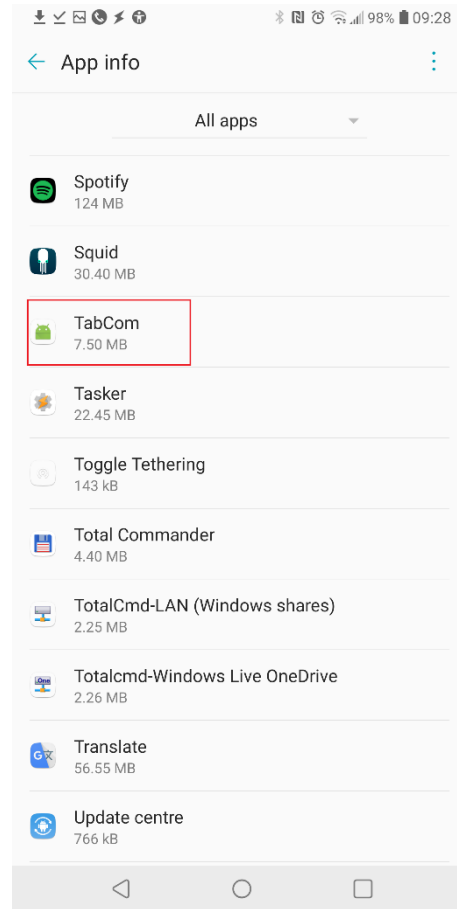 98% 09:28
App info
All apps
Spotify
124 MB
Squid
30.40 MB
TabCom
7.50 MB
Tasker
22.45 MB
Toggle Tethering
143 kB
Total Commander
4.40 MB
TotalCmd-LAN (Windows shares)
2.25 MB
One
Totalcmd-Windows Live OneDrive
2.26 MB
Translate
56.55 MB
Update centre
766 kB